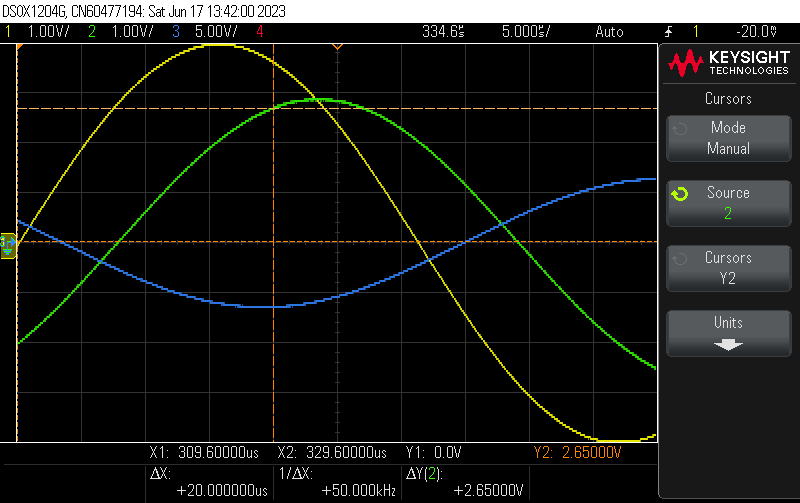 DSOX1204G, CN60477194: Sat Jun 17 13:42:00 2023
1 1.00V/ 2 1.00V/ 3 5.00V/ 4 334.6s 5.000s/ Auto 1 -20.0V
KEYSIGHT
TECHNOLOGIES
Cursors
Mode
Manual
Source
2
Cursors
Y2
Units
X1: 309.60000us X2: 329.60000us Y1: 0.0V Y2: 2.65000V
ΔX: 1/ΔX: ΔY(2):
+20.000000us +50.000kHz +2.65000V